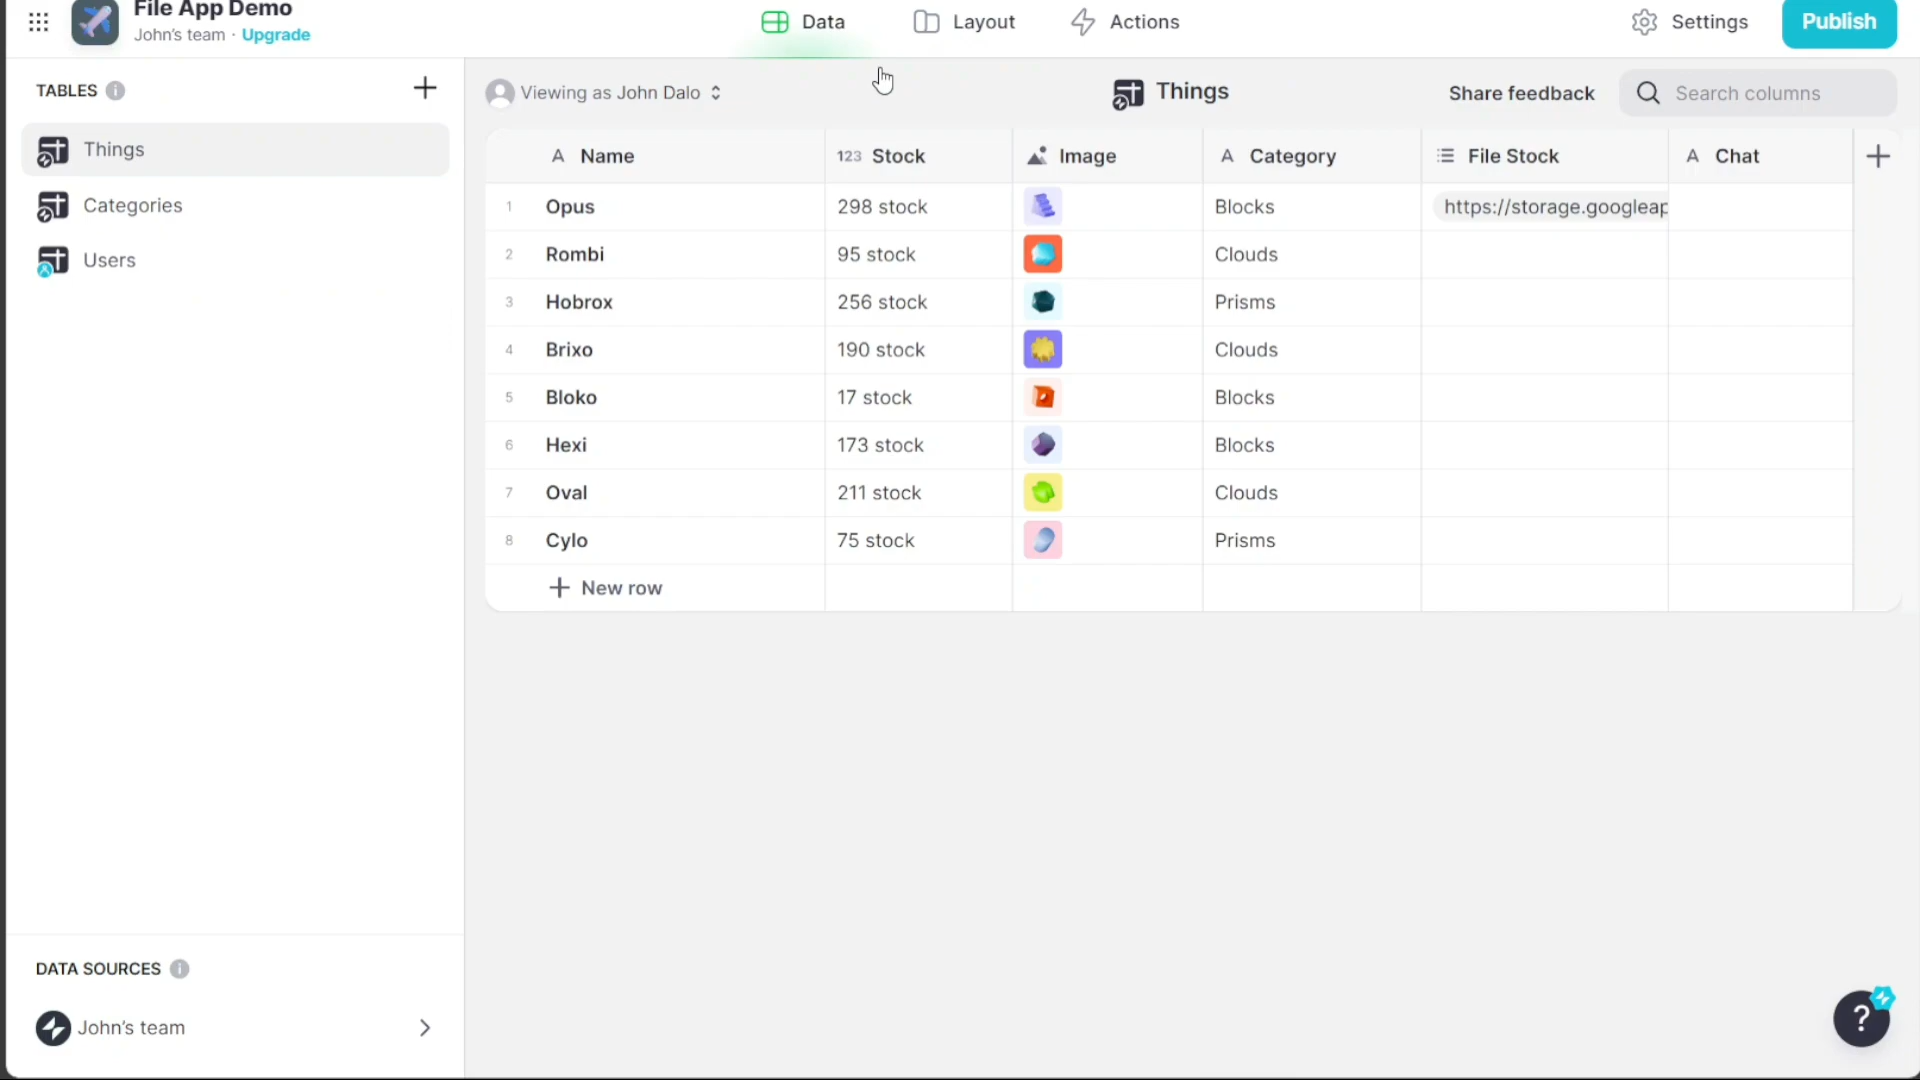 File App Demo
John's team · Upgrade
Data
Layout
Actions
Settings
Publish
TABLES
Things
Categories
Users
Viewing as John Dalo
Things
Share feedback
Search columns
A Name
123 Stock
Image
A Category
File Stock
A Chat
1 Opus 298 stock Blocks https://storage.googleap
2 Rombi 95 stock Clouds
3 Hobrox 256 stock Prisms
4 Brixo 190 stock Clouds
5 Bloko 17 stock Blocks
6 Hexi 173 stock Blocks
7 Oval 211 stock Clouds
8 Cylo 75 stock Prisms
New row
DATA SOURCES
John's team
?